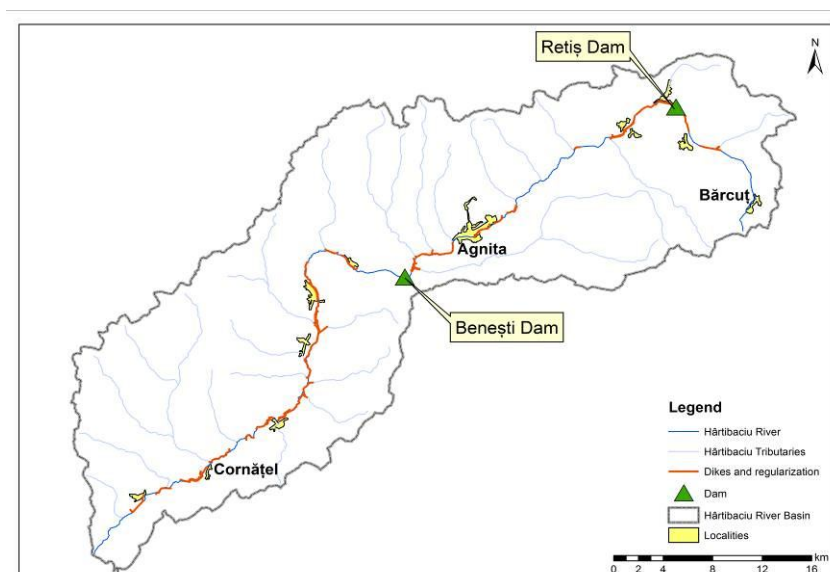 Retiș Dam
N
Bărcuț
Agnita
Benești Dam
Cornățel
Legend
Hârtibaciu River
Hârtibaciu Tributaries
Dikes and regularization
Dam
Hârtibaciu River Basin
Localities
km
0 2 4 8 12 16